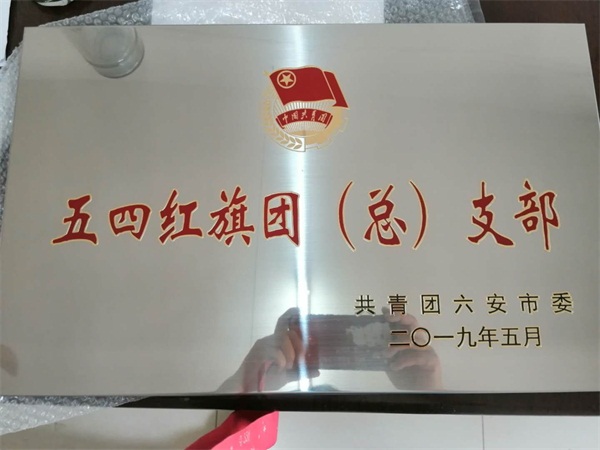 中国共青团
五四红旗团（总）支部
共青团六安市委
二〇一九年五月